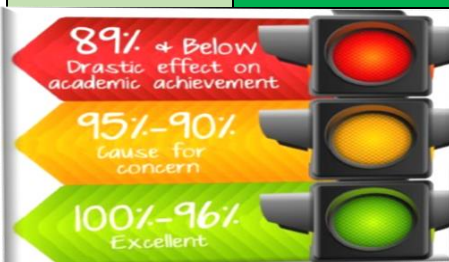 89% & Below
Drastic effect on
academic achievement
95%-90%
Cause for
concern
100%-96%
Excellent